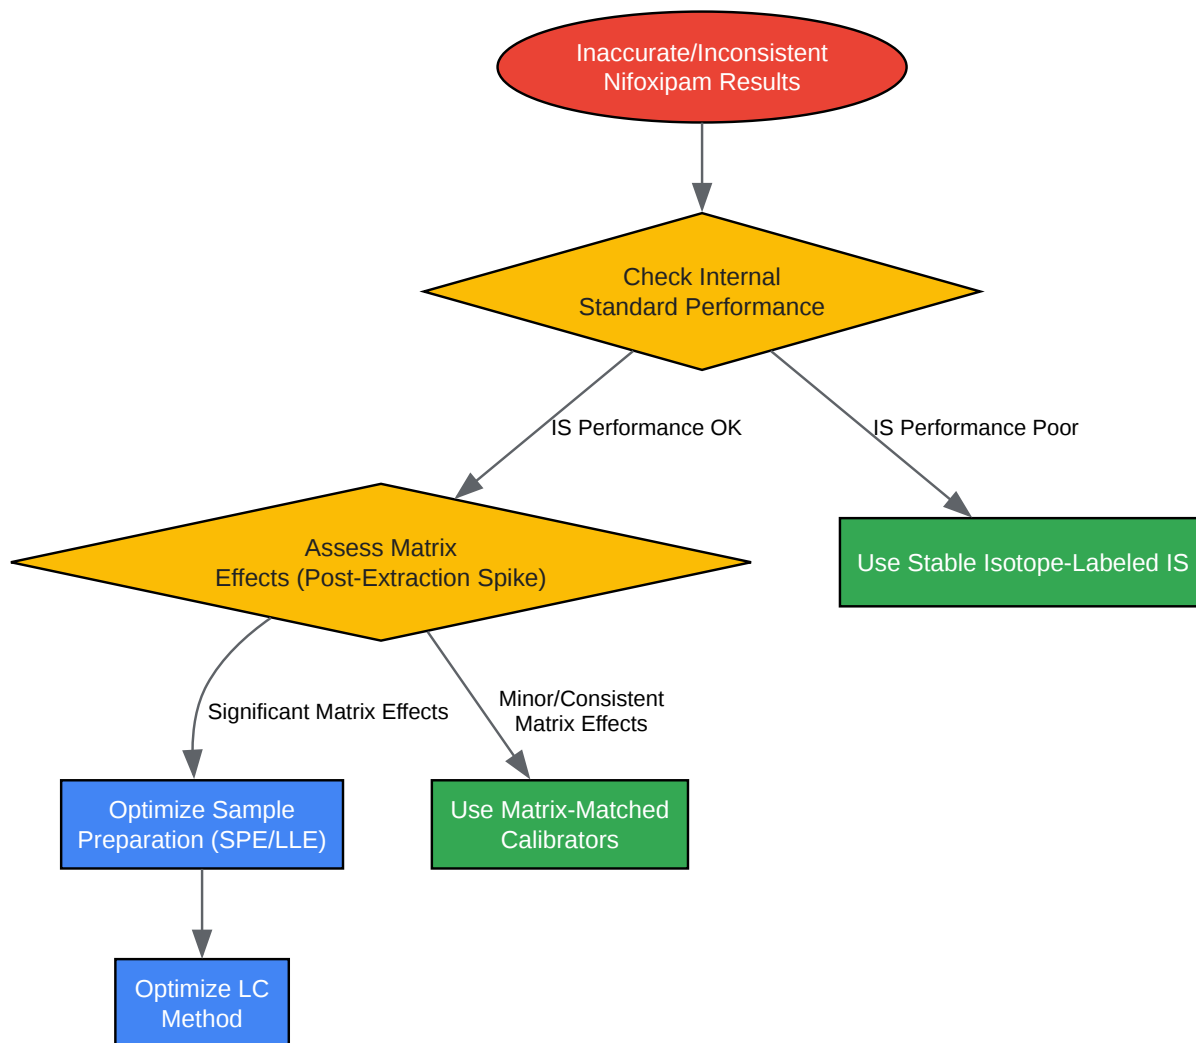 Inaccurate/Inconsistent
Nifoxipam Results
Check Internal
Standard Performance
IS Performance OK
IS Performance Poor
Assess Matrix
Effects (Post-Extraction Spike)
Use Stable Isotope-Labeled IS
Significant Matrix Effects
Minor/Consistent
Matrix Effects
Optimize Sample
Preparation (SPE/LLE)
Use Matrix-Matched
Calibrators
Optimize LC
Method